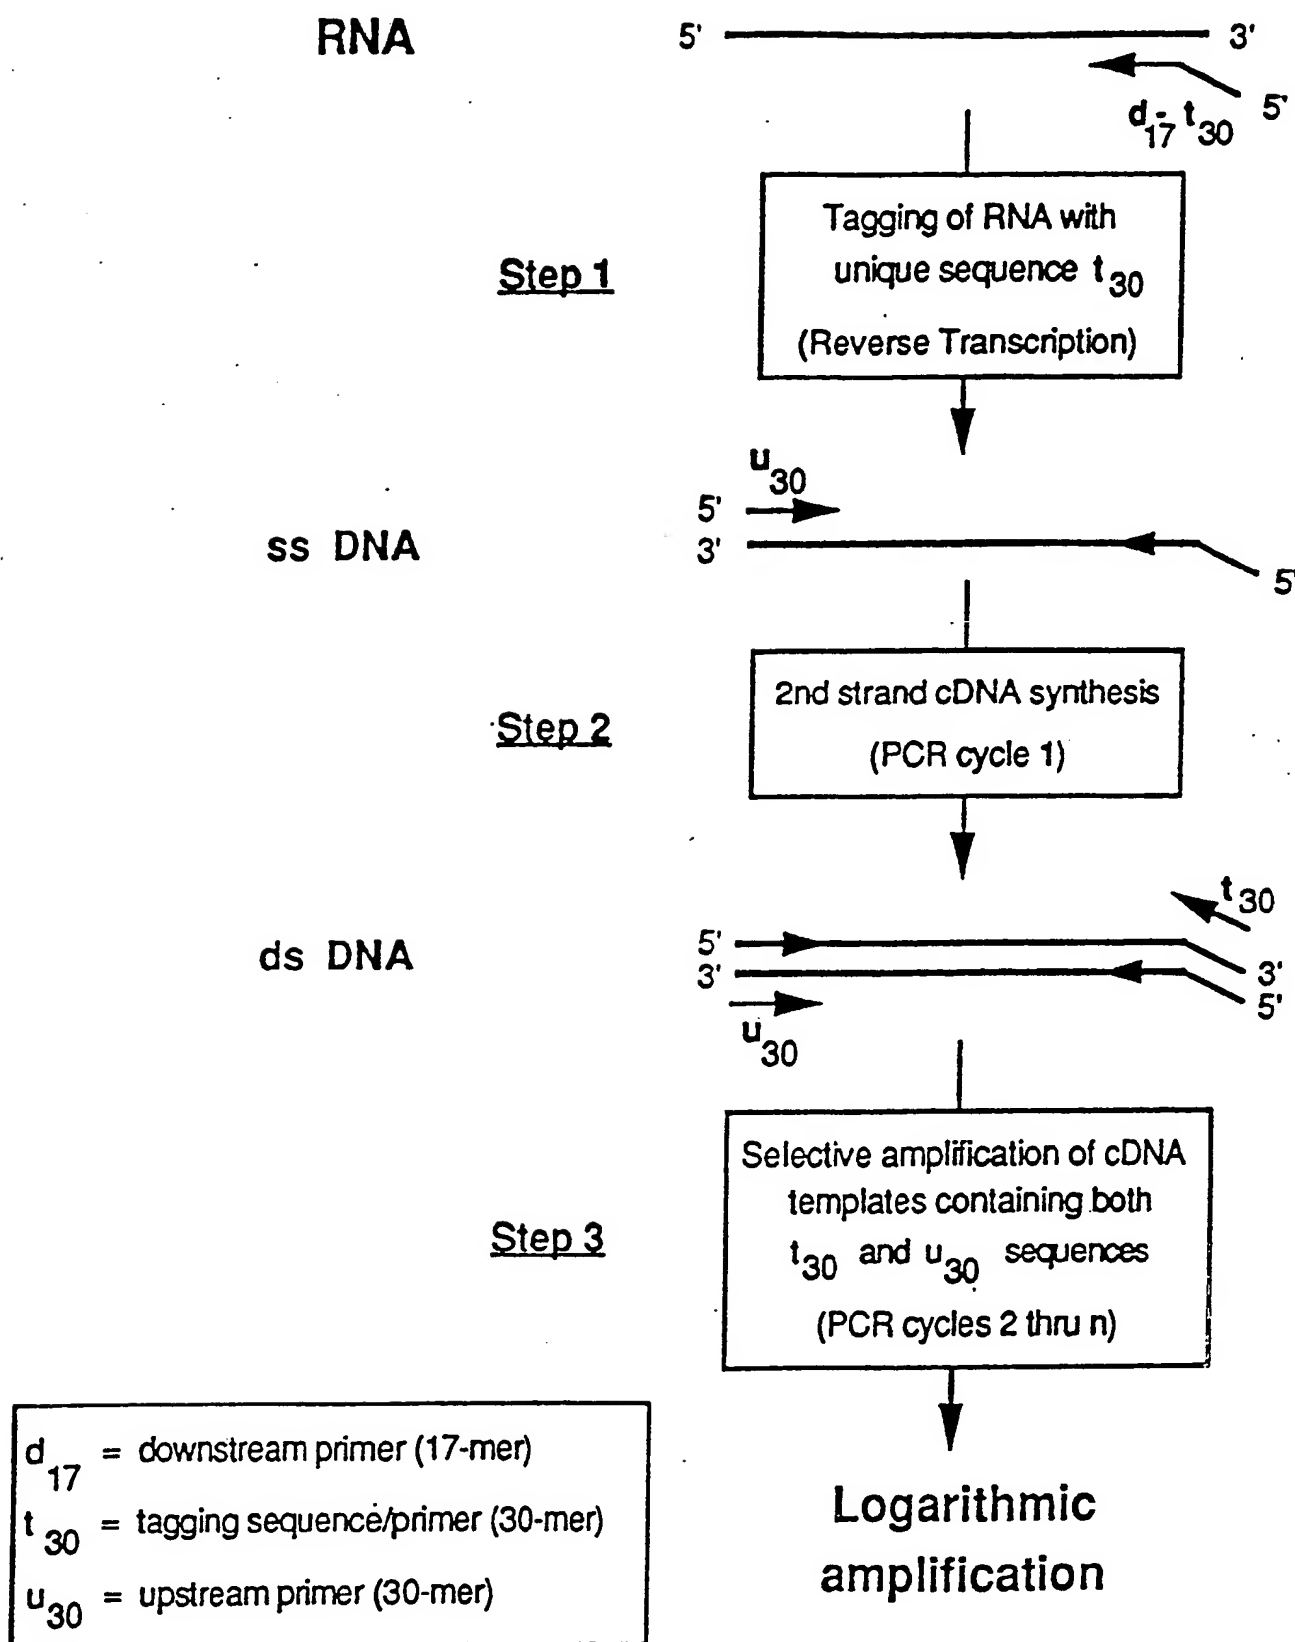 RNA
5' 3'
d17- t30 5'
Tagging of RNA with
unique sequence t30
(Reverse Transcription)
Step 1
u30
5'
ss DNA
3'
5'
2nd strand cDNA synthesis
(PCR cycle 1)
Step 2
t30
ds DNA
5' 3'
3' 5'
u30
Selective amplification of cDNA
templates containing both
t30 and u30 sequences
(PCR cycles 2 thru n)
Step 3
d17 = downstream primer (17-mer)
t30 = tagging sequence/primer (30-mer)
u30 = upstream primer (30-mer)
Logarithmic
amplification